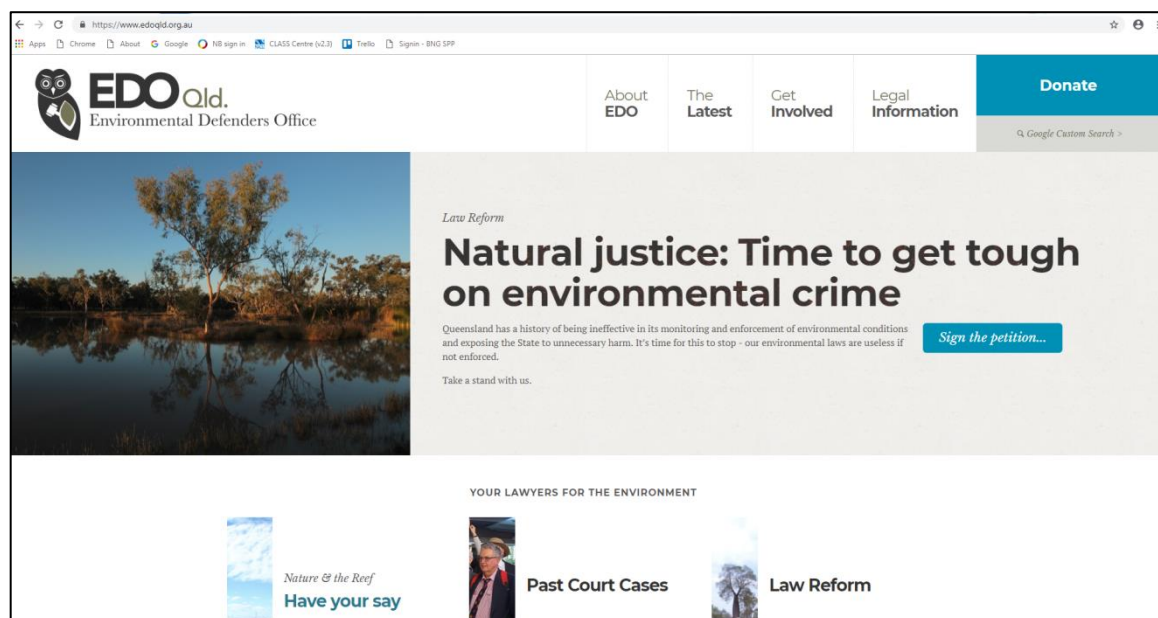 https://www.edoqld.org.au
Apps Chrome About Google NB sign in CLASS Centre (v2.3) Trello Signin - BNG SPP
EDO Qld.
Environmental Defenders Office
About
EDO
The
Latest
Get
Involved
Legal
Information
Donate
Google Custom Search >
Law Reform
Natural justice: Time to get tough
on environmental crime
Queensland has a history of being ineffective in its monitoring and enforcement of environmental conditions
and exposing the State to unnecessary harm. It's time for this to stop - our environmental laws are useless if
not enforced.
Sign the petition...
Take a stand with us.
YOUR LAWYERS FOR THE ENVIRONMENT
Nature & the Reef
Have your say
Past Court Cases
Law Reform